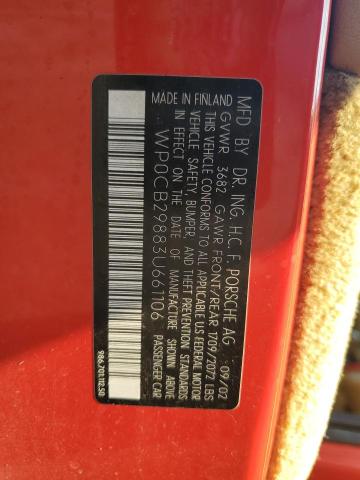 MFD BY DR. ING. H.C. F. PORSCHE AG 09/02
GVWR 3682 GAWR FRONT/REAR 1709/2072 LBS
THIS VEHICLE CONFORMS TO ALL APPLICABLE US FEDERAL MOTOR
VEHICLE SAFETY, BUMPER, AND THEFT PREVENTION STANDARDS
IN EFFECT ON THE DATE OF MANUFACTURE SHOWN ABOVE
MADE IN FINLAND
WP0CB29883U661106
PASSENGER CAR
986.701.112.50